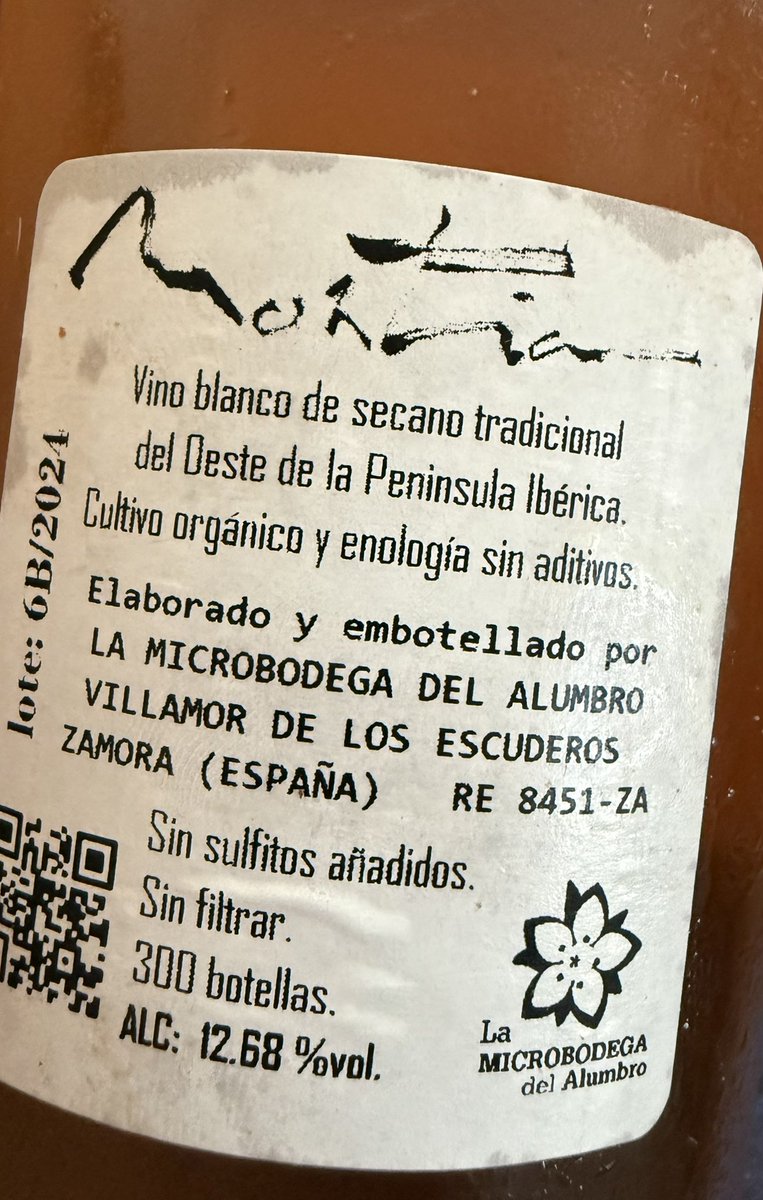 Vino blanco de secano tradicional
del Oeste de la Peninsula Ibérica.
Cultivo orgánico y enología sin aditivos.
lote: 6B/2024
Elaborado y embotellado por
LA MICROBODEGA DEL ALUMBRO
VILLAMOR DE LOS ESCUDEROS
ZAMORA (ESPAÑA) RE 8451-ZA
Sin sulfitos añadidos.
Sin filtrar.
300 botellas.
ALC: 12.68 %vol.
La
MICROBODEGA
del Alumbro